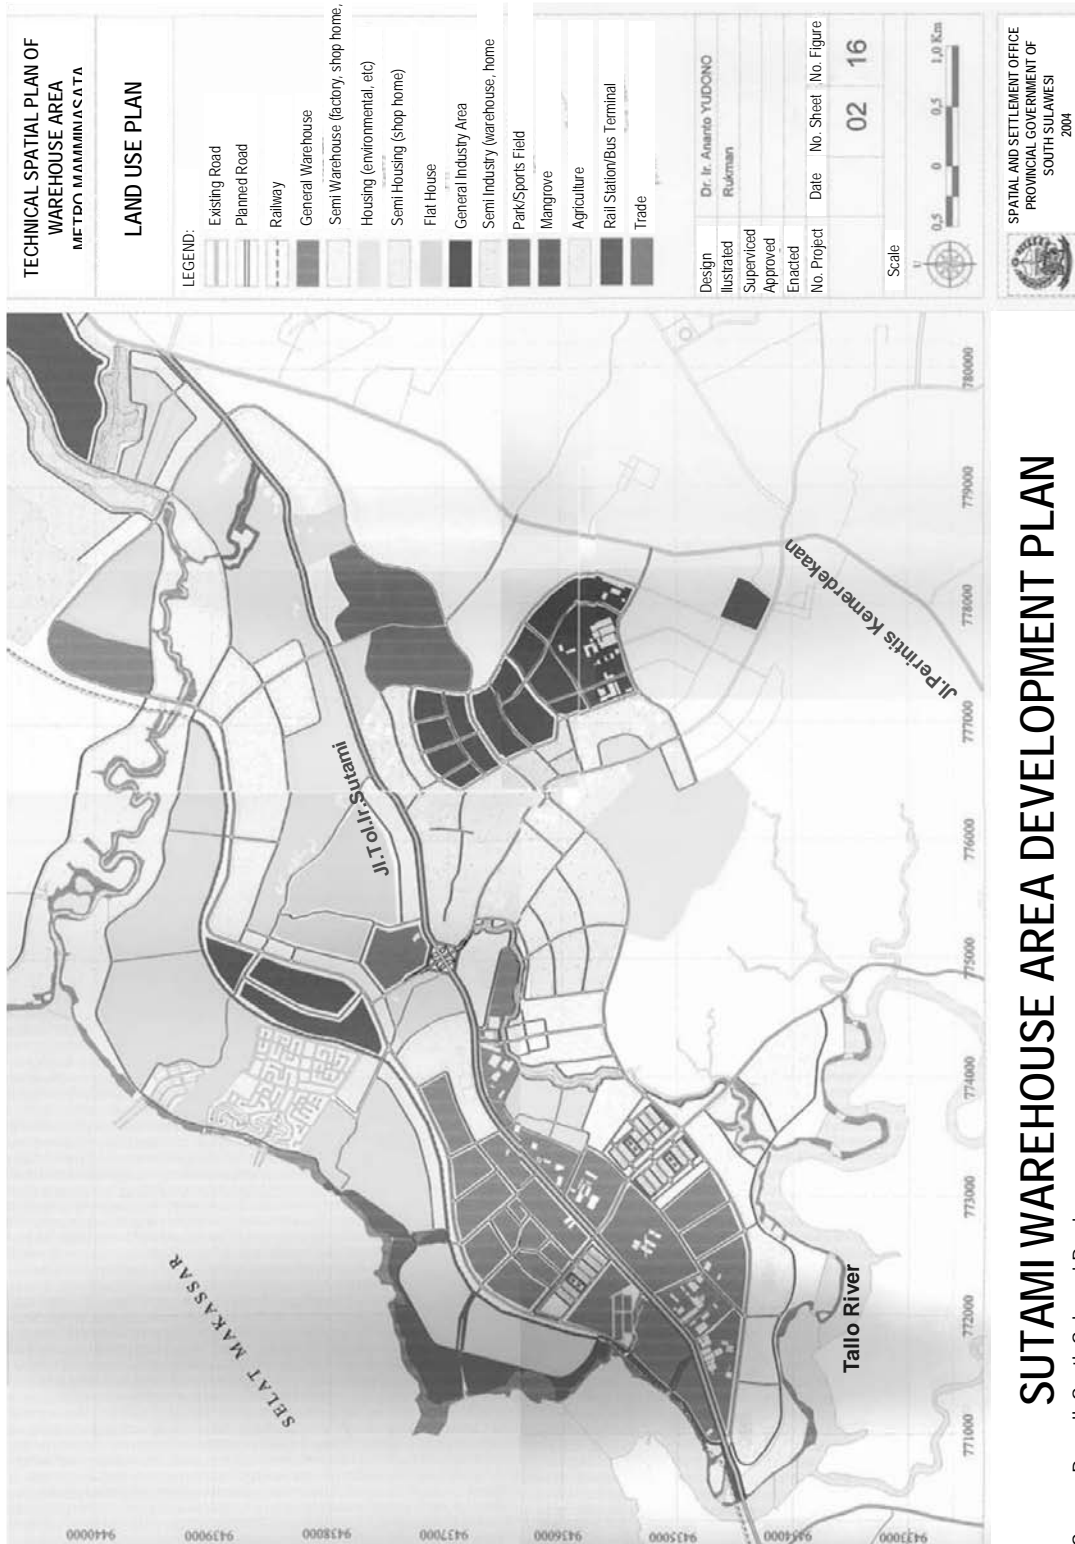 TECHNICAL SPATIAL PLAN OF
WAREHOUSE AREA
METRO MAMMINASATA
LAND USE PLAN
LEGEND:
Existing Road
Planned Road
Railway
General Warehouse
Semi Warehouse (factory, shop home,
Housing (environmental, etc)
Semi Housing (shop home)
Flat House
General Industry Area
Semi Industry (warehouse, home
Park/Sports Field
Mangrove
Agriculture
Rail Station/Bus Terminal
Trade
Design Dr. Ir. Ananto YUDONO
Illustrated Rukman
Superviced
Approved
Enacted
No. Project Date No. Sheet No. Figure
02 16
Scale
U
0,5 0 0,5 1,0 Km
SPATIAL AND SETTLEMENT OFFICE
PROVINCIAL GOVERNMENT OF
SOUTH SULAWESI
2004
SELAT MAKASSAR
Jl.Tol.Ir.Sutami
Jl.Perintis Kemerdekaan
Tallo River
9440000
9439000
9438000
9437000
9436000
9435000
9434000
9433000
771000
772000
773000
774000
775000
776000
777000
778000
779000
780000
SUTAMI WAREHOUSE AREA DEVELOPMENT PLAN